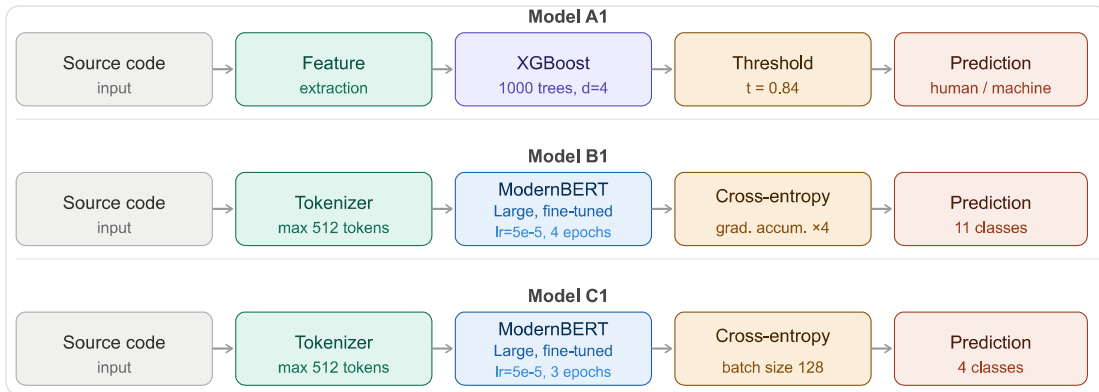 Model A1
Source code
input
Feature
extraction
XGBoost
1000 trees, d=4
Threshold
t = 0.84
Prediction
human / machine
Model B1
Source code
input
Tokenizer
max 512 tokens
ModernBERT
Large, fine-tuned
lr=5e-5, 4 epochs
Cross-entropy
grad. accum. ×4
Prediction
11 classes
Model C1
Source code
input
Tokenizer
max 512 tokens
ModernBERT
Large, fine-tuned
lr=5e-5, 3 epochs
Cross-entropy
batch size 128
Prediction
4 classes